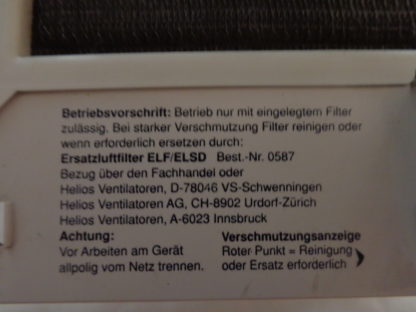 Betriebsvorschrift: Betrieb nur mit eingelegtem Filter
zulässig. Bei starker Verschmutzung Filter reinigen oder
wenn erforderlich ersetzen durch:
Ersatzluftfilter ELF/ELSD Best.-Nr. 0587
Bezug über den Fachhandel oder
Helios Ventilatoren, D-78046 VS-Schwenningen
Helios Ventilatoren AG, CH-8902 Urdorf-Zürich
Helios Ventilatoren, A-6023 Innsbruck
Achtung:
Vor Arbeiten am Gerät
allpolig vom Netz trennen.
Verschmutzungsanzeige
Roter Punkt = Reinigung
oder Ersatz erforderlich